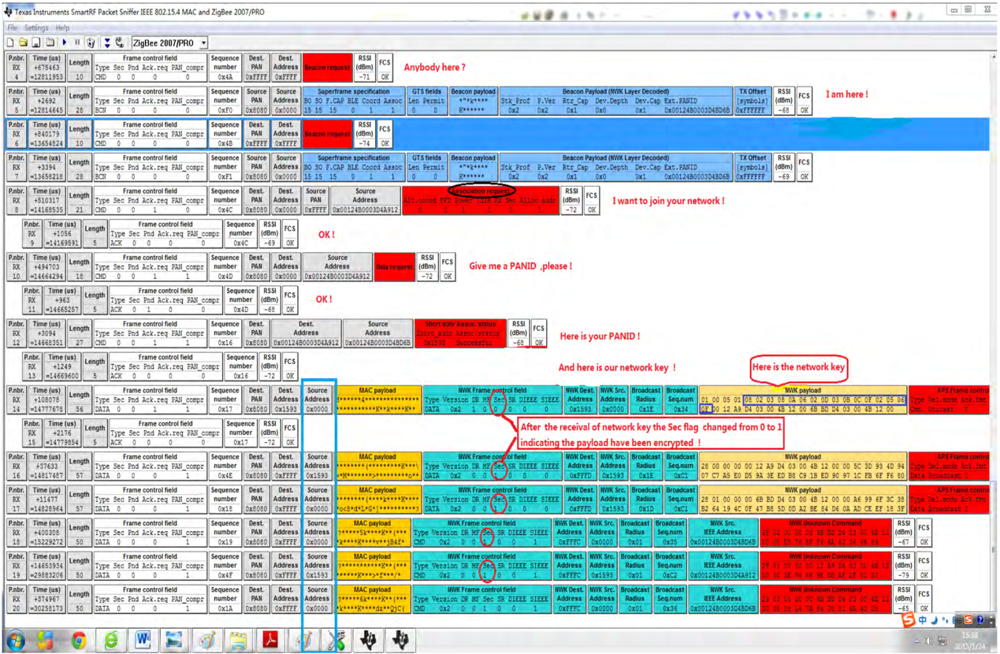 Texas Instruments SmartRF Packet Sniffer IEEE 802.15.4 MAC and ZigBee 2007/PRO
File Settings Help
ZigBee 2007/PRO
P.nbr. Time (us) Length Frame control field Sequence Dest. Dest. Beacon request RSSI FCS
RX +675463 Type Sec Pnd Ack.req PAN_compr number PAN Address (dBm)
4 =12811953 10 CMD 0 0 0 0 0x4A 0xFFFF 0xFFFF -71 OK
Anybody here ?
P.nbr. Time (us) Length Frame control field Sequence Source Source Superframe specification GTS fields Beacon payload Beacon Payload (NWK Layer Decoded) TX Offset RSSI FCS
RX +2692 Type Sec Pnd Ack.req PAN_compr number PAN Address BO SO F.CAP BLE Coord Assoc Len Permit *"*k**** Stk_Prof P.Ver Rtr_Cap Dev.Depth Dev.Cap Ext.PANID [symbols] (dBm)
5 =12814645 28 BCN 0 0 0 0 0xF0 0x8080 0x0000 15 15 15 0 1 1 0 0 K****** 0x2 0x2 0x1 0x0 0x1 0x00124B0003D4BD6B 0xFFFFFF -68 OK
I am here !
P.nbr. Time (us) Length Frame control field Sequence Dest. Dest. Beacon request RSSI FCS
RX +840179 Type Sec Pnd Ack.req PAN_compr number PAN Address (dBm)
6 =13654824 10 CMD 0 0 0 0 0x4B 0xFFFF 0xFFFF -74 OK
P.nbr. Time (us) Length Frame control field Sequence Source Source Superframe specification GTS fields Beacon payload Beacon Payload (NWK Layer Decoded) TX Offset RSSI FCS
RX +3394 Type Sec Pnd Ack.req PAN_compr number PAN Address BO SO F.CAP BLE Coord Assoc Len Permit *"*k**** Stk_Prof P.Ver Rtr_Cap Dev.Depth Dev.Cap Ext.PANID [symbols] (dBm)
7 =13658218 28 BCN 0 0 0 0 0xF1 0x8080 0x0000 15 15 15 0 1 1 0 0 K****** 0x2 0x2 0x1 0x0 0x1 0x00124B0003D4BD6B 0xFFFFFF -69 OK
P.nbr. Time (us) Length Frame control field Sequence Dest. Dest. Source Source Association request RSSI FCS
RX +510317 Type Sec Pnd Ack.req PAN_compr number PAN Address PAN Address Alt.coord FFD Power Idle.RX Sec Alloc.addr (dBm)
8 =14168535 21 CMD 0 0 1 0 0x4C 0x8080 0x0000 0xFFFF 0x00124B0003D4A912 -72 OK
I want to join your network !
P.nbr. Time (us) Length Frame control field Sequence RSSI FCS
RX +1056 Type Sec Pnd Ack.req PAN_compr number (dBm)
9 =14169591 5 ACK 0 0 0 0 0x4C -69 OK
OK !
P.nbr. Time (us) Length Frame control field Sequence Dest. Dest. Source Data request RSSI FCS
RX +494703 Type Sec Pnd Ack.req PAN_compr number PAN Address Address (dBm)
10 =14664294 18 CMD 0 0 1 1 0x4D 0x8080 0x0000 0x00124B0003D4A912 -72 OK
Give me a PANID ,please !
P.nbr. Time (us) Length Frame control field Sequence RSSI FCS
RX +963 Type Sec Pnd Ack.req PAN_compr number (dBm)
11 =14665257 5 ACK 0 1 0 0 0x4D -68 OK
OK !
P.nbr. Time (us) Length Frame control field Sequence Dest. Dest. Source Short addr Assoc.status RSSI FCS
RX +3094 Type Sec Pnd Ack.req PAN_compr number PAN Address Address Short_addr Assoc.status (dBm)
12 =14668351 27 CMD 0 0 1 1 0x16 0x8080 0x00124B0003D4A912 0x00124B0003D4BD6B 0x1593 Successful -68 OK
Here is your PANID !
P.nbr. Time (us) Length Frame control field Sequence RSSI FCS
RX +1249 Type Sec Pnd Ack.req PAN_compr number (dBm)
13 =14669600 5 ACK 0 0 0 0 0x16 -72 OK
And here is our network key !
Here is the network key
P.nbr. Time (us) Length Frame control field Sequence Dest. Dest. Source MAC payload NWK Frame control field NWK Dest. NWK Src. Broadcast Broadcast NWK payload APS Frame contro
RX +108078 Type Sec Pnd Ack.req PAN_compr number PAN Address Address Type Version DR MF Sec SR DIEEE SIEEE Address Address Radius Seq.num 01 00 05 01 08 02 03 08 0A 06 02 0D 03 0B 0C 0F 02 05 06 Type Del.mode Ack.fmt
14 =14777678 56 DATA 0 0 1 1 0x17 0x8080 0x1593 0x0000 DATA 0x2 1 0 0 0 0 0 0x1593 0x0000 0x1E 0x34 0F 00 12 A9 D4 03 00 4B 12 00 6B BD D4 03 00 4B 12 00 Cmd. Unicast 0
P.nbr. Time (us) Length Frame control field Sequence RSSI FCS
RX +2176 Type Sec Pnd Ack.req PAN_compr number (dBm)
15 =14779854 5 ACK 0 0 0 0 0x17 -72 OK
After the receival of network key the Sec flag changed from 0 to 1
indicating the payload have been encrypted !
P.nbr. Time (us) Length Frame control field Sequence Dest. Dest. Source MAC payload NWK Frame control field NWK Dest. NWK Src. Broadcast Broadcast NWK payload APS Frame contro
RX +37633 Type Sec Pnd Ack.req PAN_compr number PAN Address Address Type Version DR MF Sec SR DIEEE SIEEE Address Address Radius Seq.num 28 00 00 00 00 12 A9 D4 03 00 4B 12 00 00 5C 3D 93 4D 94 Type Del.mode Ack.fmt
16 =14817487 57 DATA 0 0 0 1 0x4E 0x8080 0xFFFF 0x1593 DATA 0x2 0 0 1 0 0 0 0xFFFD 0x1593 0x1E 0xC1 07 C7 A5 E0 D5 9A 3E ED B8 C9 1B ED 90 97 1C FB 6F F6 80 Data Broadcast 0
P.nbr. Time (us) Length Frame control field Sequence Dest. Dest. Source MAC payload NWK Frame control field NWK Dest. NWK Src. Broadcast Broadcast NWK payload APS Frame contro
RX +11477 Type Sec Pnd Ack.req PAN_compr number PAN Address Address Type Version DR MF Sec SR DIEEE SIEEE Address Address Radius Seq.num 28 01 00 00 00 6B BD D4 03 00 4B 12 00 00 A6 99 6F 3C 38 Type Del.mode Ack.fmt
17 =14828964 57 DATA 0 0 0 1 0x18 0x8080 0xFFFF 0x0000 DATA 0x2 0 0 1 0 0 0 0xFFFD 0x1593 0x1D 0xC1 B2 64 19 4C 0F 47 B8 5D 0D A2 BE 84 D6 0A AD CE EF 18 3F Data Broadcast 0
P.nbr. Time (us) Length Frame control field Sequence Dest. Dest. Source MAC payload NWK Frame control field NWK Dest. NWK Src. Broadcast Broadcast NWK Src. NWK Unknown Command RSSI FCS
RX +400308 Type Sec Pnd Ack.req PAN_compr number PAN Address Address Type Version DR MF Sec SR DIEEE SIEEE Address Address Radius Seq.num IEEE Address (dBm)
18 =15229272 50 DATA 0 0 0 1 0x19 0x8080 0xFFFF 0x0000 CMD 0x2 0 0 1 0 0 1 0xFFFC 0x0000 0x01 0x35 0x00124B0003D4BD6B -67 OK
P.nbr. Time (us) Length Frame control field Sequence Dest. Dest. Source MAC payload NWK Frame control field NWK Dest. NWK Src. Broadcast Broadcast NWK Src. NWK Unknown Command RSSI FCS
RX +14653934 Type Sec Pnd Ack.req PAN_compr number PAN Address Address Type Version DR MF Sec SR DIEEE SIEEE Address Address Radius Seq.num IEEE Address (dBm)
19 =29883206 50 DATA 0 0 0 1 0x4F 0x8080 0xFFFF 0x1593 CMD 0x2 0 0 1 0 0 1 0xFFFC 0x1593 0x01 0xC2 0x00124B0003D4A912 -79 OK
P.nbr. Time (us) Length Frame control field Sequence Dest. Dest. Source MAC payload NWK Frame control field NWK Dest. NWK Src. Broadcast Broadcast NWK Src. NWK Unknown Command RSSI FCS
RX +374967 Type Sec Pnd Ack.req PAN_compr number PAN Address Address Type Version DR MF Sec SR DIEEE SIEEE Address Address Radius Seq.num IEEE Address (dBm)
20 =30258173 50 DATA 0 0 0 1 0x1A 0x8080 0xFFFF 0x0000 CMD 0x2 0 0 1 0 0 1 0xFFFC 0x0000 0x01 0x36 0x00124B0003D4BD6B -65 OK
中
15:38
2015/1/24